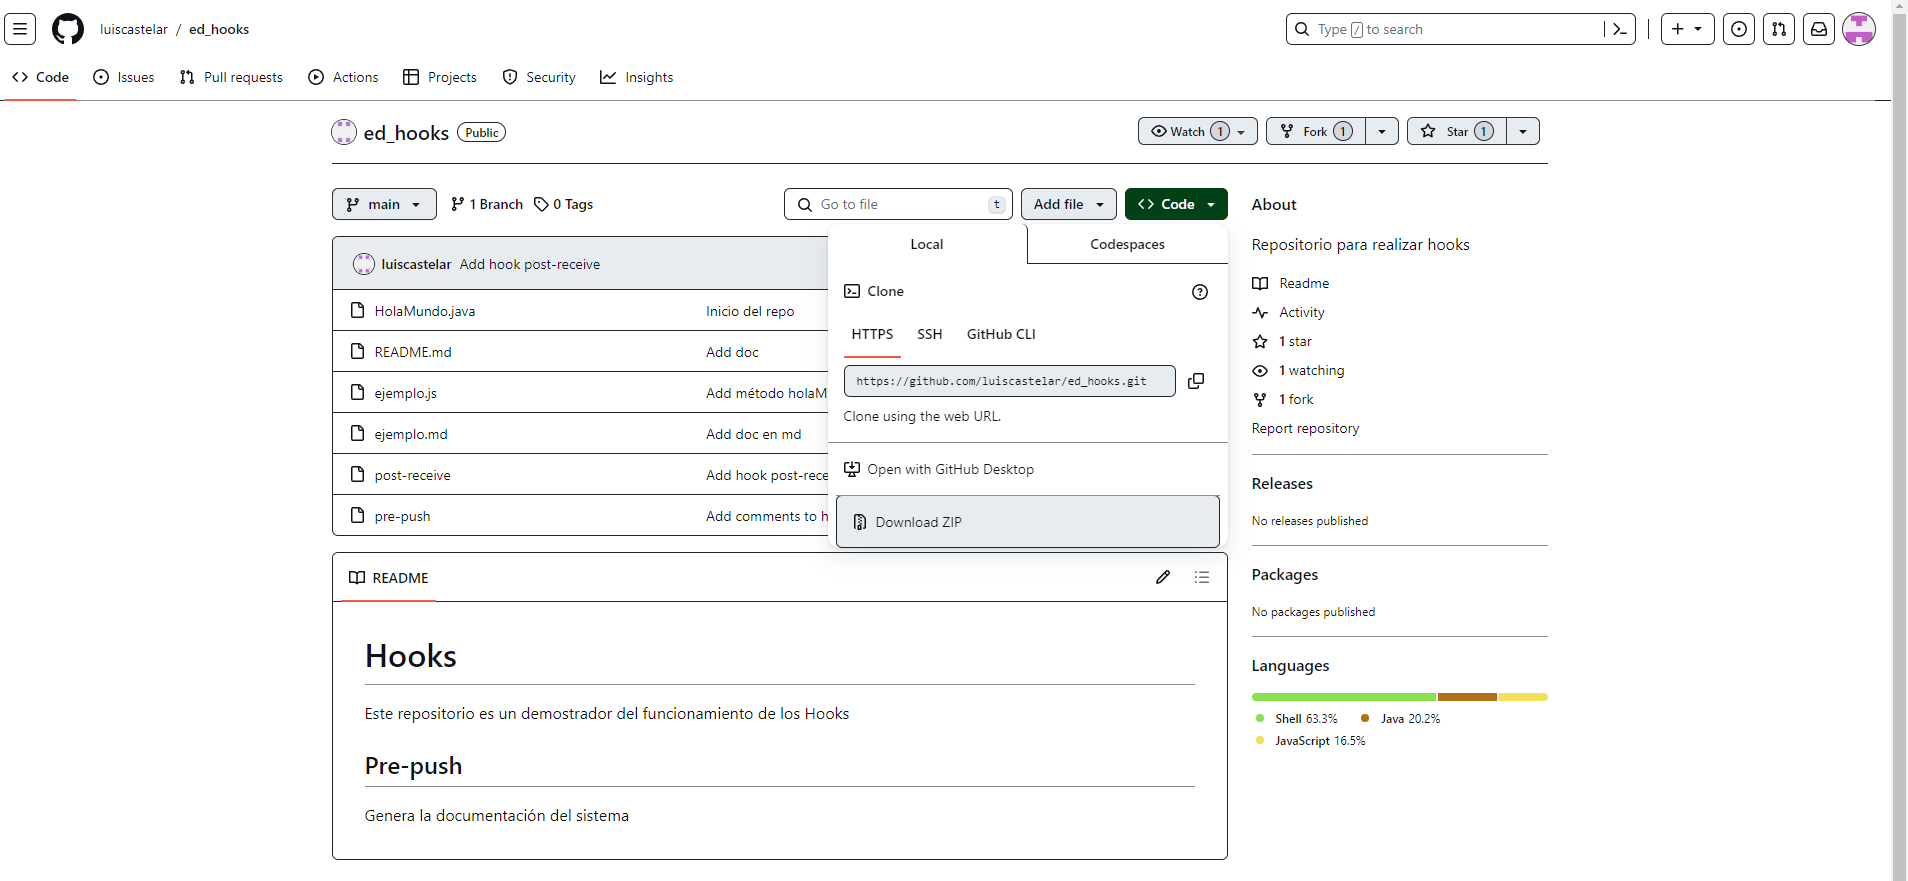 luiscastelar / ed_hooks
Type / to search
Code Issues Pull requests Actions Projects Security Insights
ed_hooks Public
Watch 1 Fork 1 Star 1
main 1 Branch 0 Tags
Go to file t Add file Code
luiscastelar Add hook post-receive
HolaMundo.java Inicio del repo
README.md Add doc
ejemplo.js Add método holaM
ejemplo.md Add doc en md
post-receive Add hook post-rece
pre-push Add comments to h
Local Codespaces
Clone
HTTPS SSH GitHub CLI
https://github.com/luiscastelar/ed_hooks.git
Clone using the web URL.
Open with GitHub Desktop
Download ZIP
README
Hooks
Este repositorio es un demostrador del funcionamiento de los Hooks
Pre-push
Genera la documentación del sistema
About
Repositorio para realizar hooks
Readme
Activity
1 star
1 watching
1 fork
Report repository
Releases
No releases published
Packages
No packages published
Languages
Shell 63.3% Java 20.2%
JavaScript 16.5%